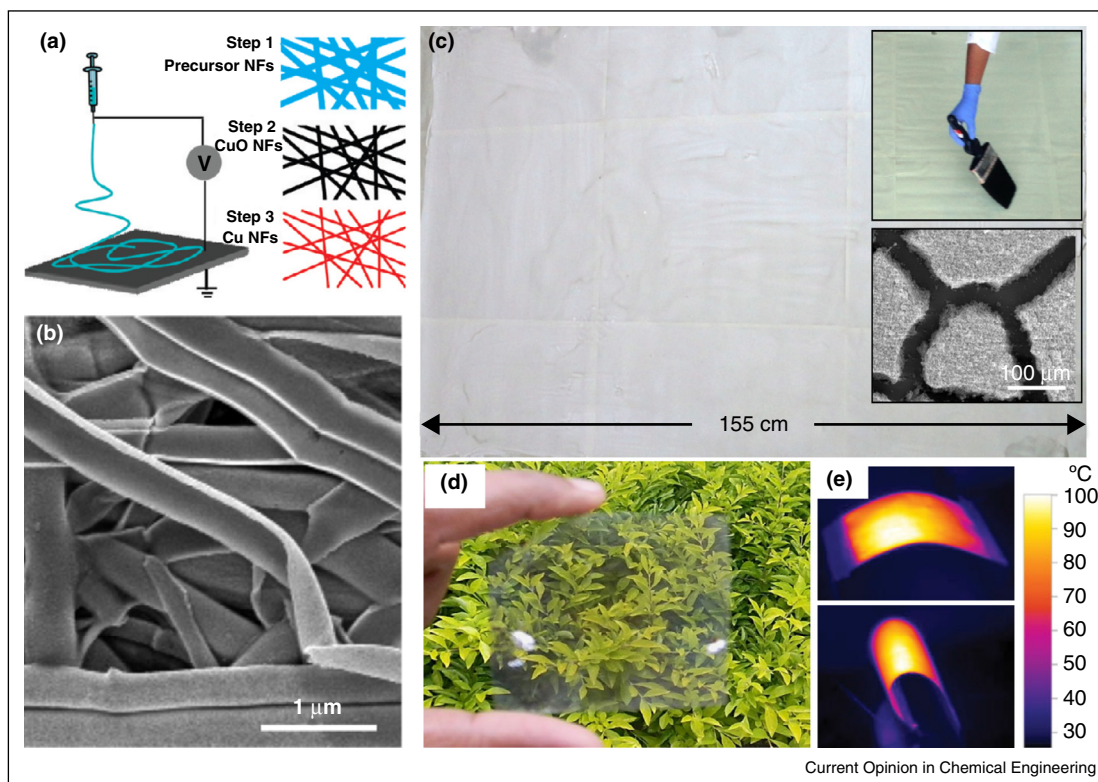 (a)
Step 1
Precursor NFs
Step 2
CuO NFs
Step 3
Cu NFs
V
(b)
1 μm
(c)
100 μm
155 cm
(d)
(e)
ºC
100
90
80
70
60
50
40
30
Current Opinion in Chemical Engineering